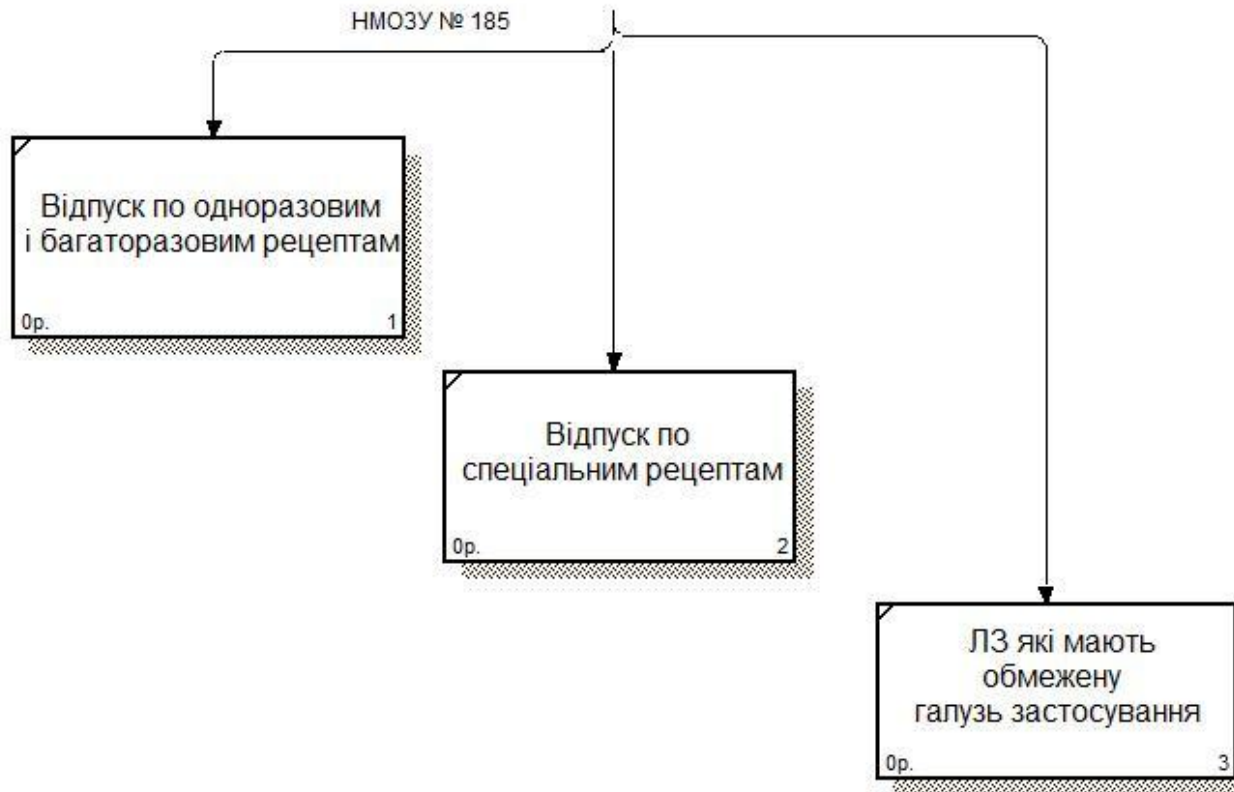 НМОЗУ № 185
Відпуск по одноразовим
і багаторазовим рецептам
0р.
1
Відпуск по
спеціальним рецептам
0р.
2
ЛЗ які мають
обмежену
галузь застосування
0р.
3